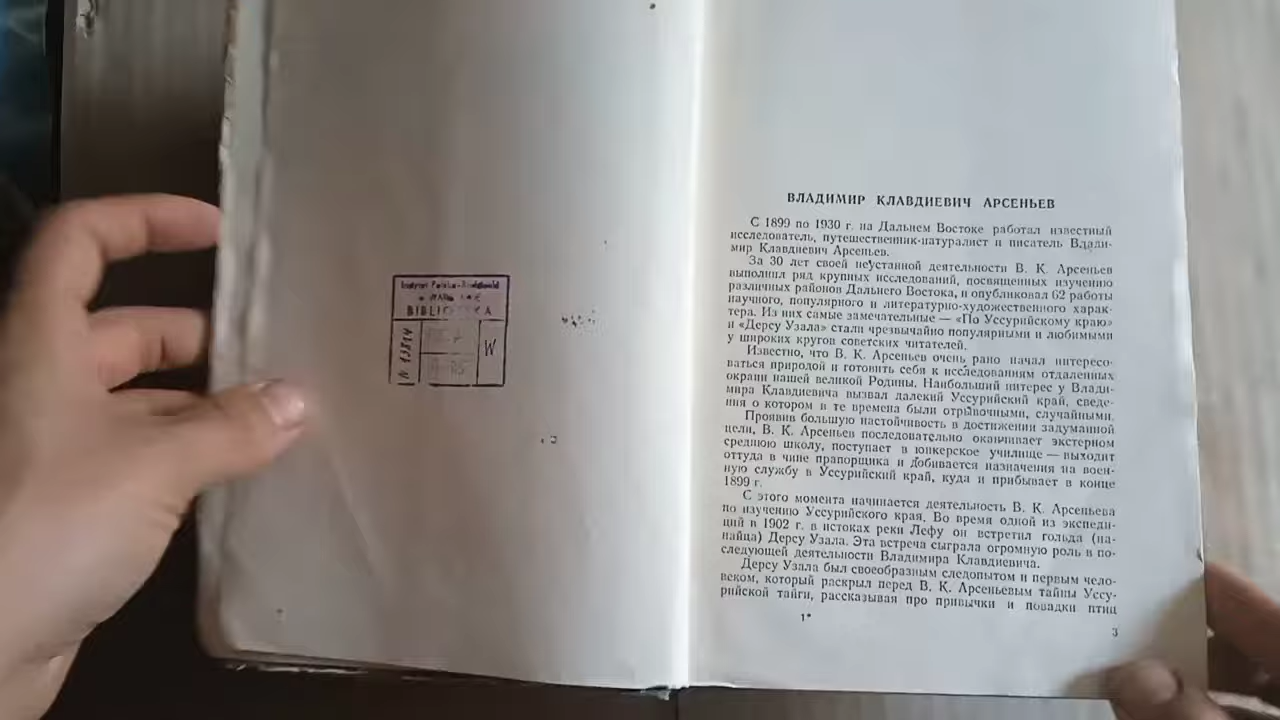 BIBLIOTEKA
N 13814
W
ВЛАДИМИР КЛАВДИЕВИЧ АРСЕНЬЕВ
С 1899 по 1930 г. на Дальнем Востоке работал известный
исследователь, путешественник-натуралист и писатель Влади-
мир Клавдиевич Арсеньев.
За 30 лет своей неустанной деятельности В. К. Арсеньев
выполнил ряд крупных исследований, посвященных изучению
различных районов Дальнего Востока, и опубликовал 62 работы
научного, популярного и литературно-художественного харак-
тера. Из них самые замечательные — «По Уссурийскому краю»
и «Дерсу Узала» стали чрезвычайно популярными и любимыми
у широких кругов советских читателей.
Известно, что В. К. Арсеньев очень рано начал интересо-
ваться природой и готовить себя к исследованиям отдаленных
окраин нашей великой Родины. Наибольший интерес у Влади-
мира Клавдиевича вызвал далекий Уссурийский край, сведе-
ния о котором в те времена были отрывочными, случайными.
Проявив большую настойчивость в достижении задуманной
цели, В. К. Арсеньев последовательно оканчивает экстерном
среднюю школу, поступает в юнкерское училище — выходит
оттуда в чине прапорщика и добивается назначения на воен-
ную службу в Уссурийский край, куда и прибывает в конце
1899 г.
С этого момента начинается деятельность В. К. Арсеньева
по изучению Уссурийского края. Во время одной из экспеди-
ций в 1902 г. в истоках реки Лефу он встретил гольда (на-
найца) Дерсу Узала. Эта встреча сыграла огромную роль в по-
следующей деятельности Владимира Клавдиевича.
Дерсу Узала был своеобразным следопытом и первым чело-
веком, который раскрыл перед В. К. Арсеньевым тайны Уссу-
рийской тайги, рассказывая про привычки и повадки птиц
1*
3